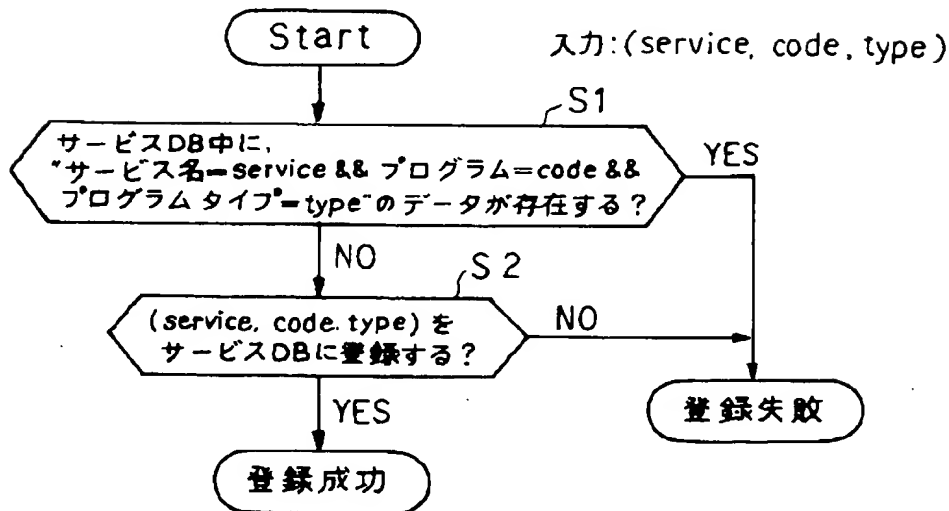 Start
入力:(service, code, type)
S1
サービスDB中に,
"サービス名=service && プログラム=code &&
プログラム タイプ=type"のデータが存在する?
YES
NO
S2
(service, code. type)を
サービスDBに登録する?
NO
YES
登録失敗
登録成功